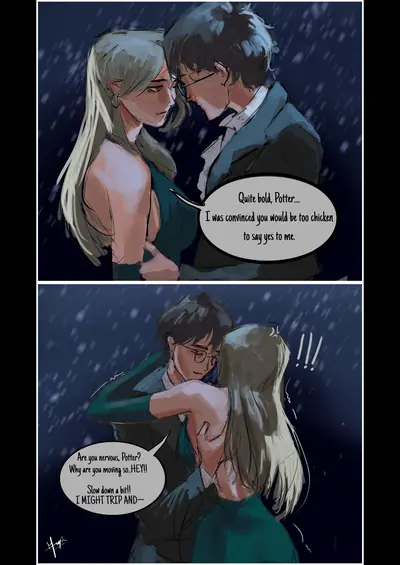 Quite bold, Potter...
I was convinced you would be too chicken
to say yes to me.
!!!
Are you nervous, Potter?
Why are you moving so..HEY!!
Slow down a bit!!
I MIGHT TRIP AND—